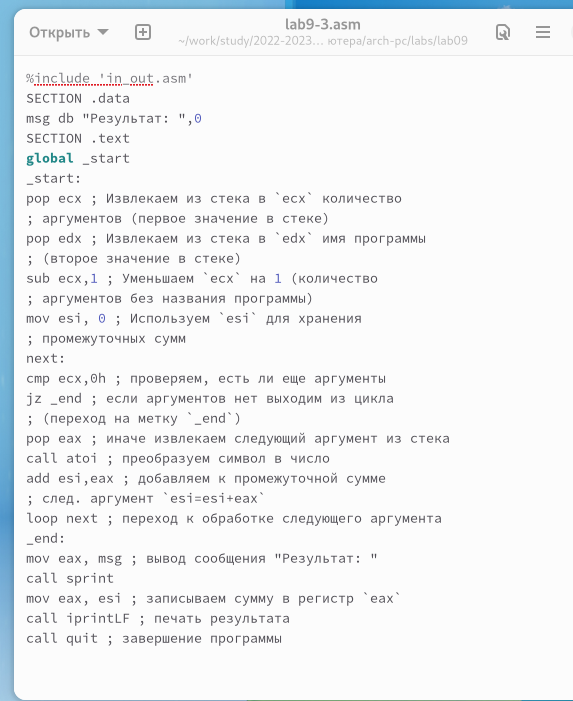 lab9-3.asm
Открыть
~/work/study/2022-2023... ютера/arch-pc/labs/lab09
%include 'in_out.asm'
SECTION .data
msg db "Результат: ",0
SECTION .text
global _start
_start:
pop ecx ; Извлекаем из стека в `ecx` количество
; аргументов (первое значение в стеке)
pop edx ; Извлекаем из стека в `edx` имя программы
; (второе значение в стеке)
sub ecx,1 ; Уменьшаем `ecx` на 1 (количество
; аргументов без названия программы)
mov esi, 0 ; Используем `esi` для хранения
; промежуточных сумм
next:
cmp ecx,0h ; проверяем, есть ли еще аргументы
jz _end ; если аргументов нет выходим из цикла
; (переход на метку `_end`)
pop eax ; иначе извлекаем следующий аргумент из стека
call atoi ; преобразуем символ в число
add esi,eax ; добавляем к промежуточной сумме
; след. аргумент `esi=esi+eax`
loop next ; переход к обработке следующего аргумента
_end:
mov eax, msg ; вывод сообщения "Результат: "
call sprint
mov eax, esi ; записываем сумму в регистр `eax`
call iprintLF ; печать результата
call quit ; завершение программы